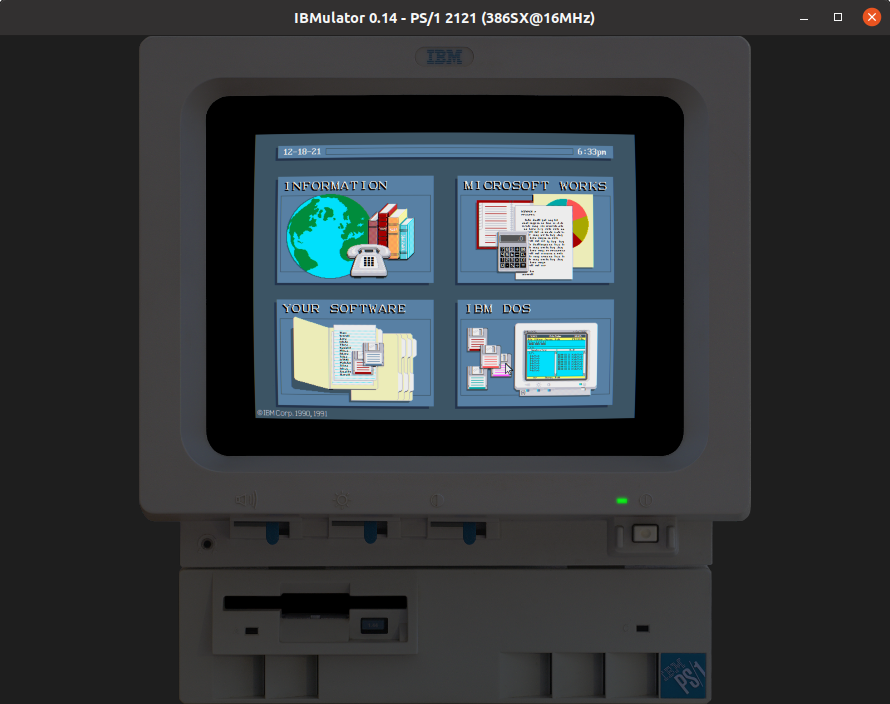 IBMulator 0.14 - PS/1 2121 (386SX@16MHz)
IBM
12-18-21 6:33pm
INFORMATION
MICROSOFT WORKS
YOUR SOFTWARE
IBM DOS
©IBM Corp. 1990, 1991
IBM
PS/1